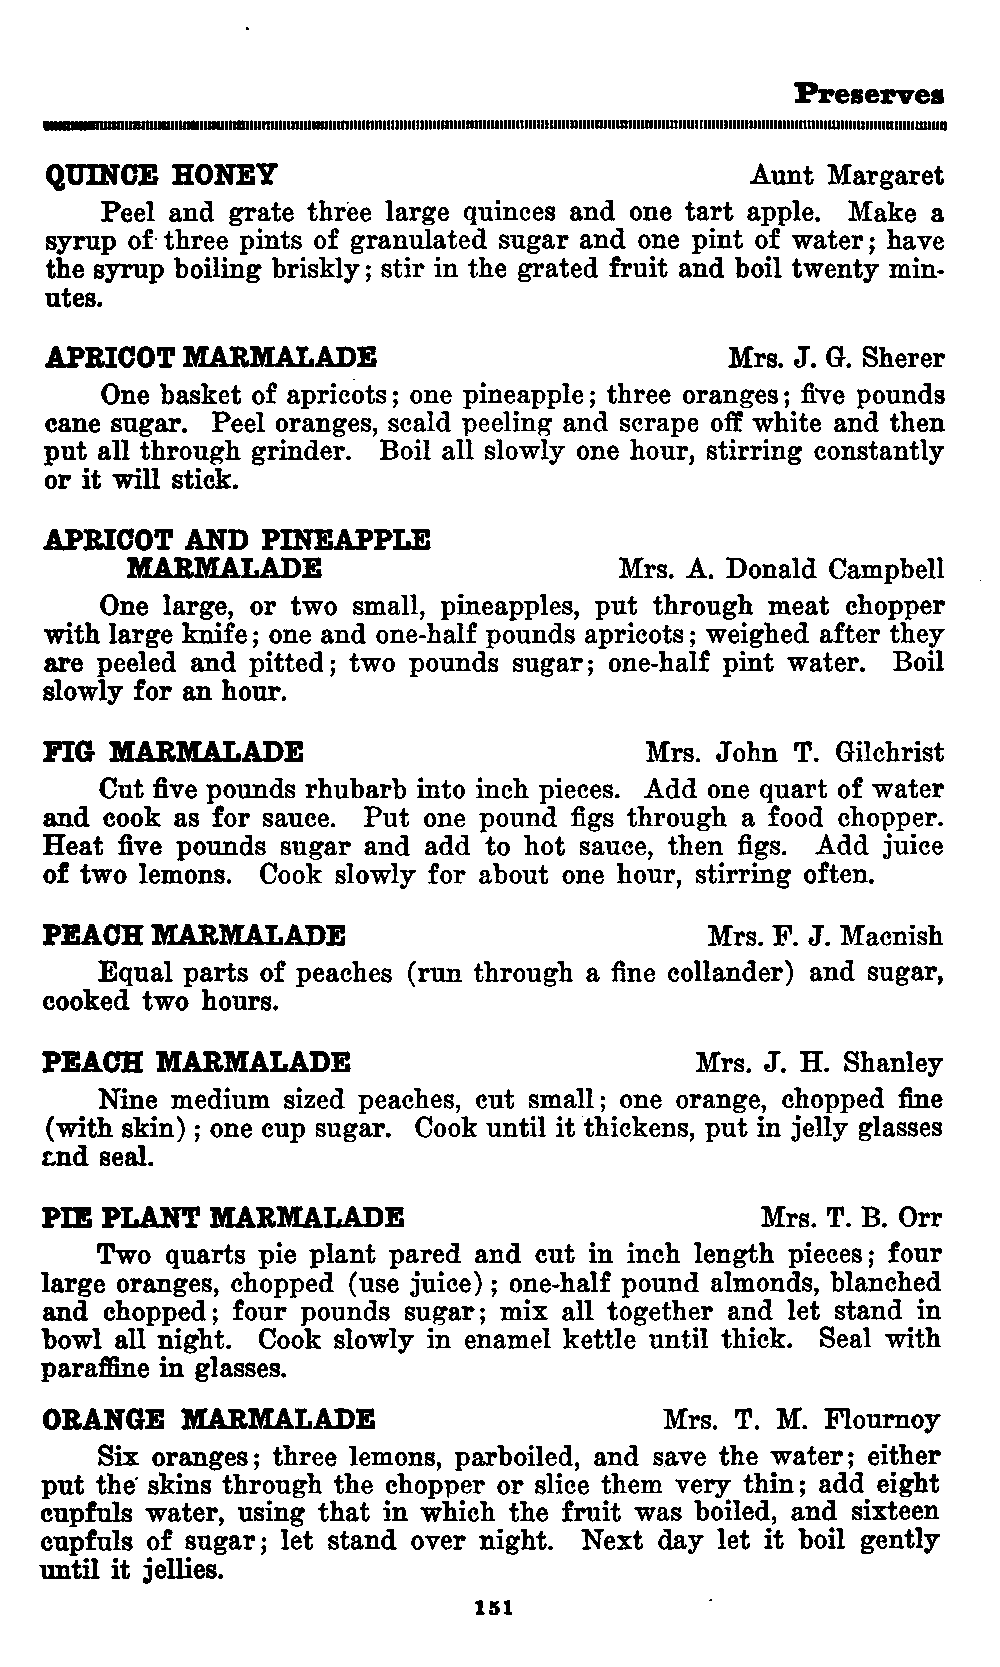 Preserves
QUINCE HONEY Aunt Margaret
Peel and grate three large quinces and one tart apple. Make a
syrup of three pints of granulated sugar and one pint of water; have
the syrup boiling briskly; stir in the grated fruit and boil twenty min-
utes.
APRICOT MARMALADE Mrs. J. G. Sherer
One basket of apricots; one pineapple; three oranges; five pounds
cane sugar. Peel oranges, scald peeling and scrape off white and then
put all through grinder. Boil all slowly one hour, stirring constantly
or it will stick.
APRICOT AND PINEAPPLE
MARMALADE Mrs. A. Donald Campbell
One large, or two small, pineapples, put through meat chopper
with large knife; one and one-half pounds apricots; weighed after they
are peeled and pitted; two pounds sugar; one-half pint water. Boil
slowly for an hour.
FIG MARMALADE Mrs. John T. Gilchrist
Cut five pounds rhubarb into inch pieces. Add one quart of water
and cook as for sauce. Put one pound figs through a food chopper.
Heat five pounds sugar and add to hot sauce, then figs. Add juice
of two lemons. Cook slowly for about one hour, stirring often.
PEACH MARMALADE Mrs. F. J. Macnish
Equal parts of peaches (run through a fine collander) and sugar,
cooked two hours.
PEACH MARMALADE Mrs. J. H. Shanley
Nine medium sized peaches, cut small; one orange, chopped fine
(with skin); one cup sugar. Cook until it thickens, put in jelly glasses
and seal.
PIE PLANT MARMALADE Mrs. T. B. Orr
Two quarts pie plant pared and cut in inch length pieces; four
large oranges, chopped (use juice); one-half pound almonds, blanched
and chopped; four pounds sugar; mix all together and let stand in
bowl all night. Cook slowly in enamel kettle until thick. Seal with
paraffine in glasses.
ORANGE MARMALADE Mrs. T. M. Flournoy
Six oranges; three lemons, parboiled, and save the water; either
put the skins through the chopper or slice them very thin; add eight
cupfuls water, using that in which the fruit was boiled, and sixteen
cupfuls of sugar; let stand over night. Next day let it boil gently
until it jellies.
151